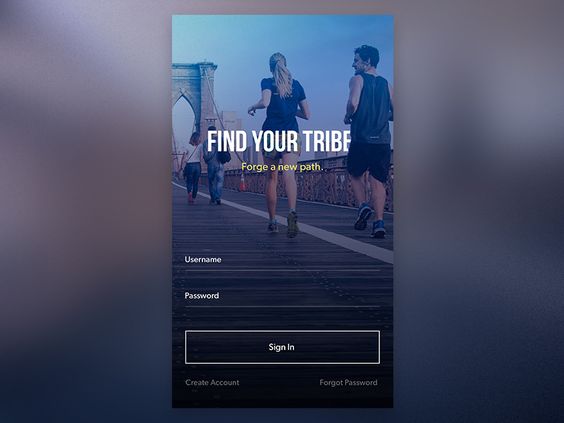 FIND YOUR TRIBE
Forge a new path.
Username
Password
Sign In
Create Account
Forgot Password